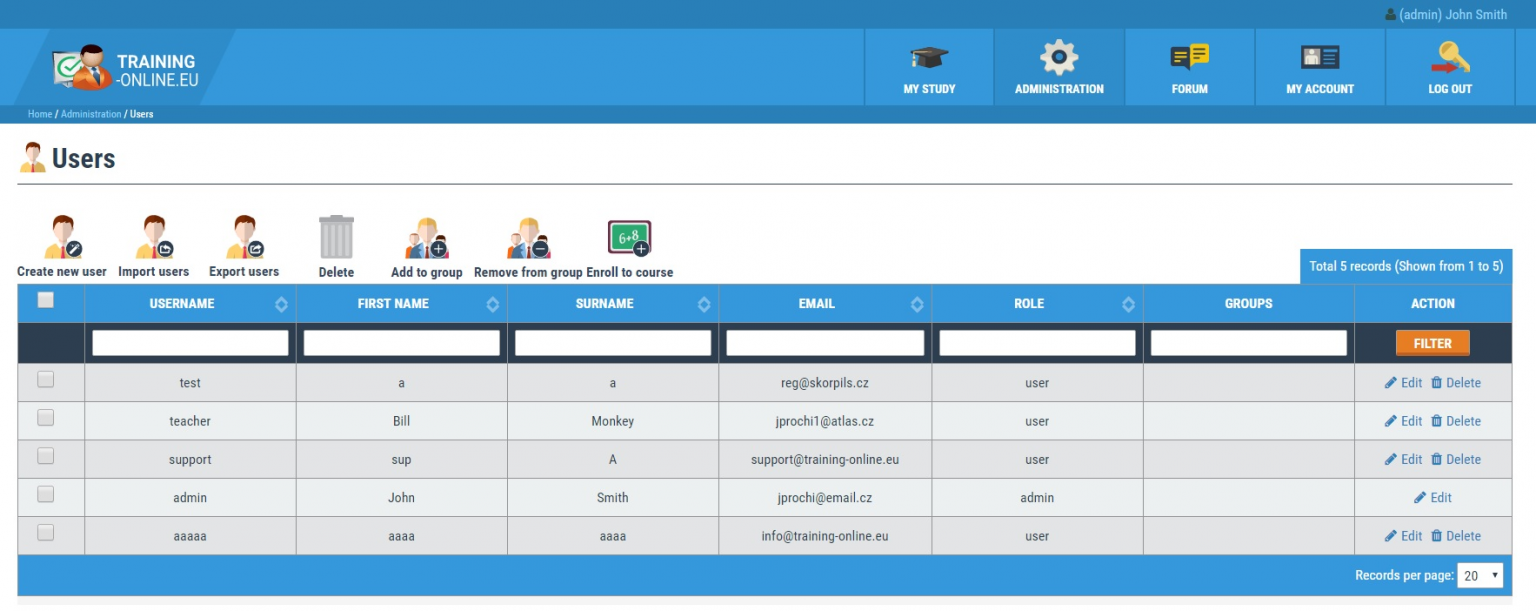 (admin) John Smith
TRAINING
-ONLINE.EU
MY STUDY
ADMINISTRATION
FORUM
MY ACCOUNT
LOG OUT
Home / Administration / Users
Users
6+8
Create new user Import users Export users Delete Add to group Remove from group Enroll to course
Total 5 records (Shown from 1 to 5)
USERNAME FIRST NAME SURNAME EMAIL ROLE GROUPS ACTION
FILTER
test a a reg@skorpils.cz user Edit Delete
teacher Bill Monkey jprochi1@atlas.cz user Edit Delete
support sup A support@training-online.eu user Edit Delete
admin John Smith jprochi@email.cz admin Edit
aaaaa aaaa aaaa info@training-online.eu user Edit Delete
Records per page: 20